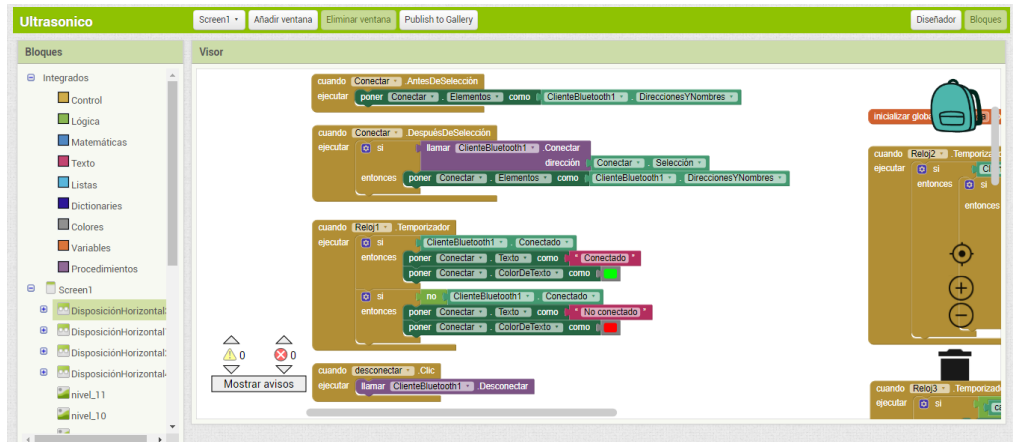 Ultrasonico
Screen1 Añadir ventana Eliminar ventana Publish to Gallery Diseñador Bloques
Bloques
Visor
Integrados
Control
Lógica
Matemáticas
Texto
Listas
Dictionaries
Colores
Variables
Procedimientos
Screen1
DisposiciónHorizontal
DisposiciónHorizontal
DisposiciónHorizontal
DisposiciónHorizontal
nivel_11
nivel_10
cuando Conectar .AntesDeSelección
ejecutar poner Conectar . Elementos como ClienteBluetooth1 . DireccionesYNombres
cuando Conectar .DespuésDeSelección
ejecutar si llamar ClienteBluetooth1 .Conectar
dirección Conectar . Selección
entonces poner Conectar . Elementos como ClienteBluetooth1 . DireccionesYNombres
cuando Reloj1 .Temporizador
ejecutar si ClienteBluetooth1 . Conectado
entonces poner Conectar . Texto como " Conectado "
poner Conectar . ColorDeTexto como
si no ClienteBluetooth1 . Conectado
entonces poner Conectar . Texto como " No conectado "
poner Conectar . ColorDeTexto como
cuando desconectar .Clic
ejecutar llamar ClienteBluetooth1 .Desconectar
0 0
Mostrar avisos
inicializar
cuando Reloj2 .Temporizad
ejecutar si
entonces si
entonces
cuando Reloj3 .Temporizad
ejecutar si